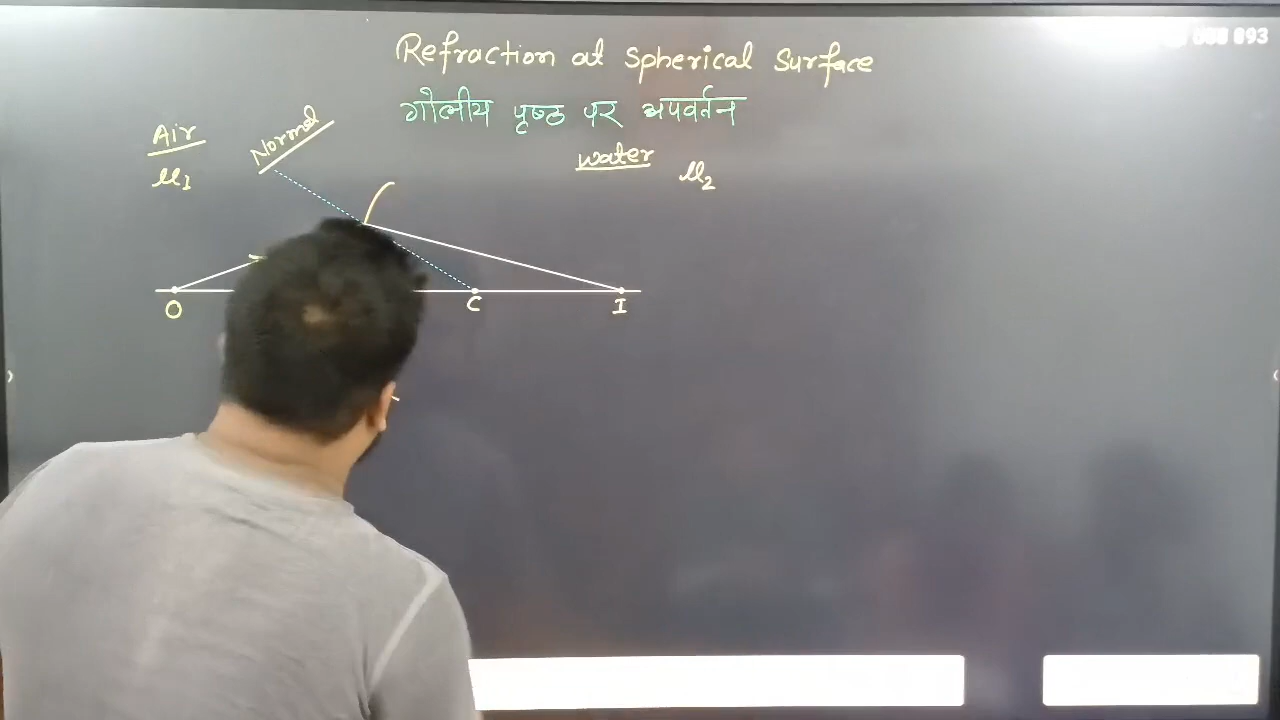 Refraction at Spherical Surface
गोलीय पृष्ठ पर अपवर्तन
Air
Normal
water
μ1
μ2
O
C
I